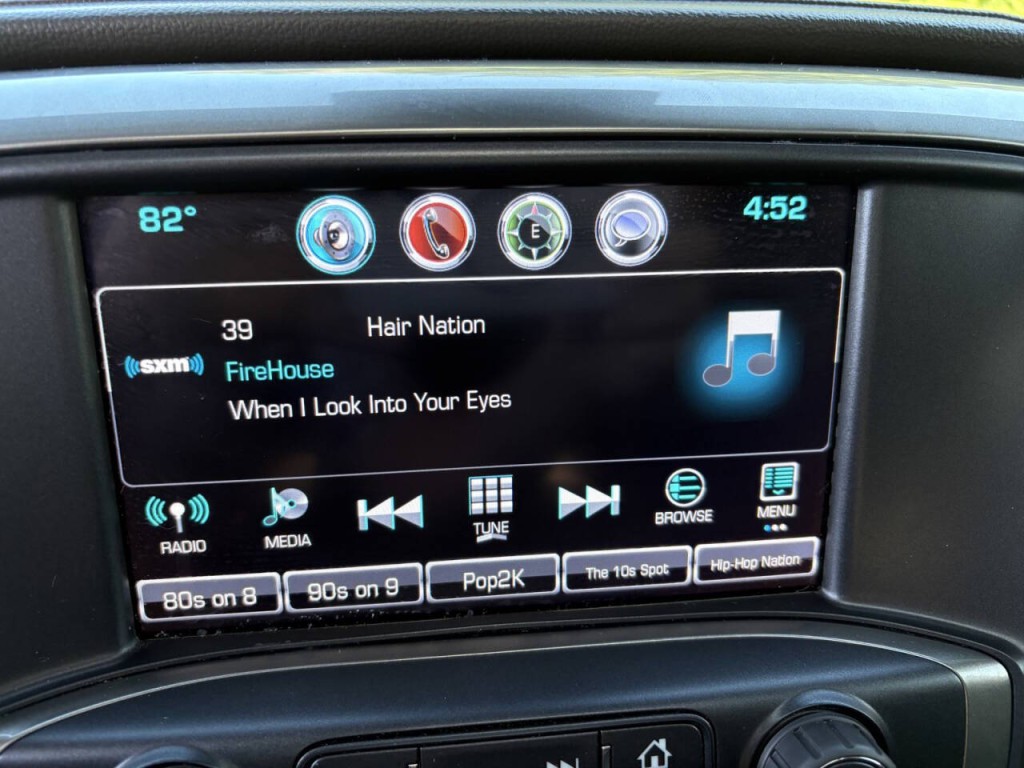 82°
E
4:52
39
Hair Nation
sxm
FireHouse
When I Look Into Your Eyes
RADIO
MEDIA
TUNE
BROWSE
MENU
80s on 8
90s on 9
Pop2K
The 10s Spot
Hip-Hop Nation